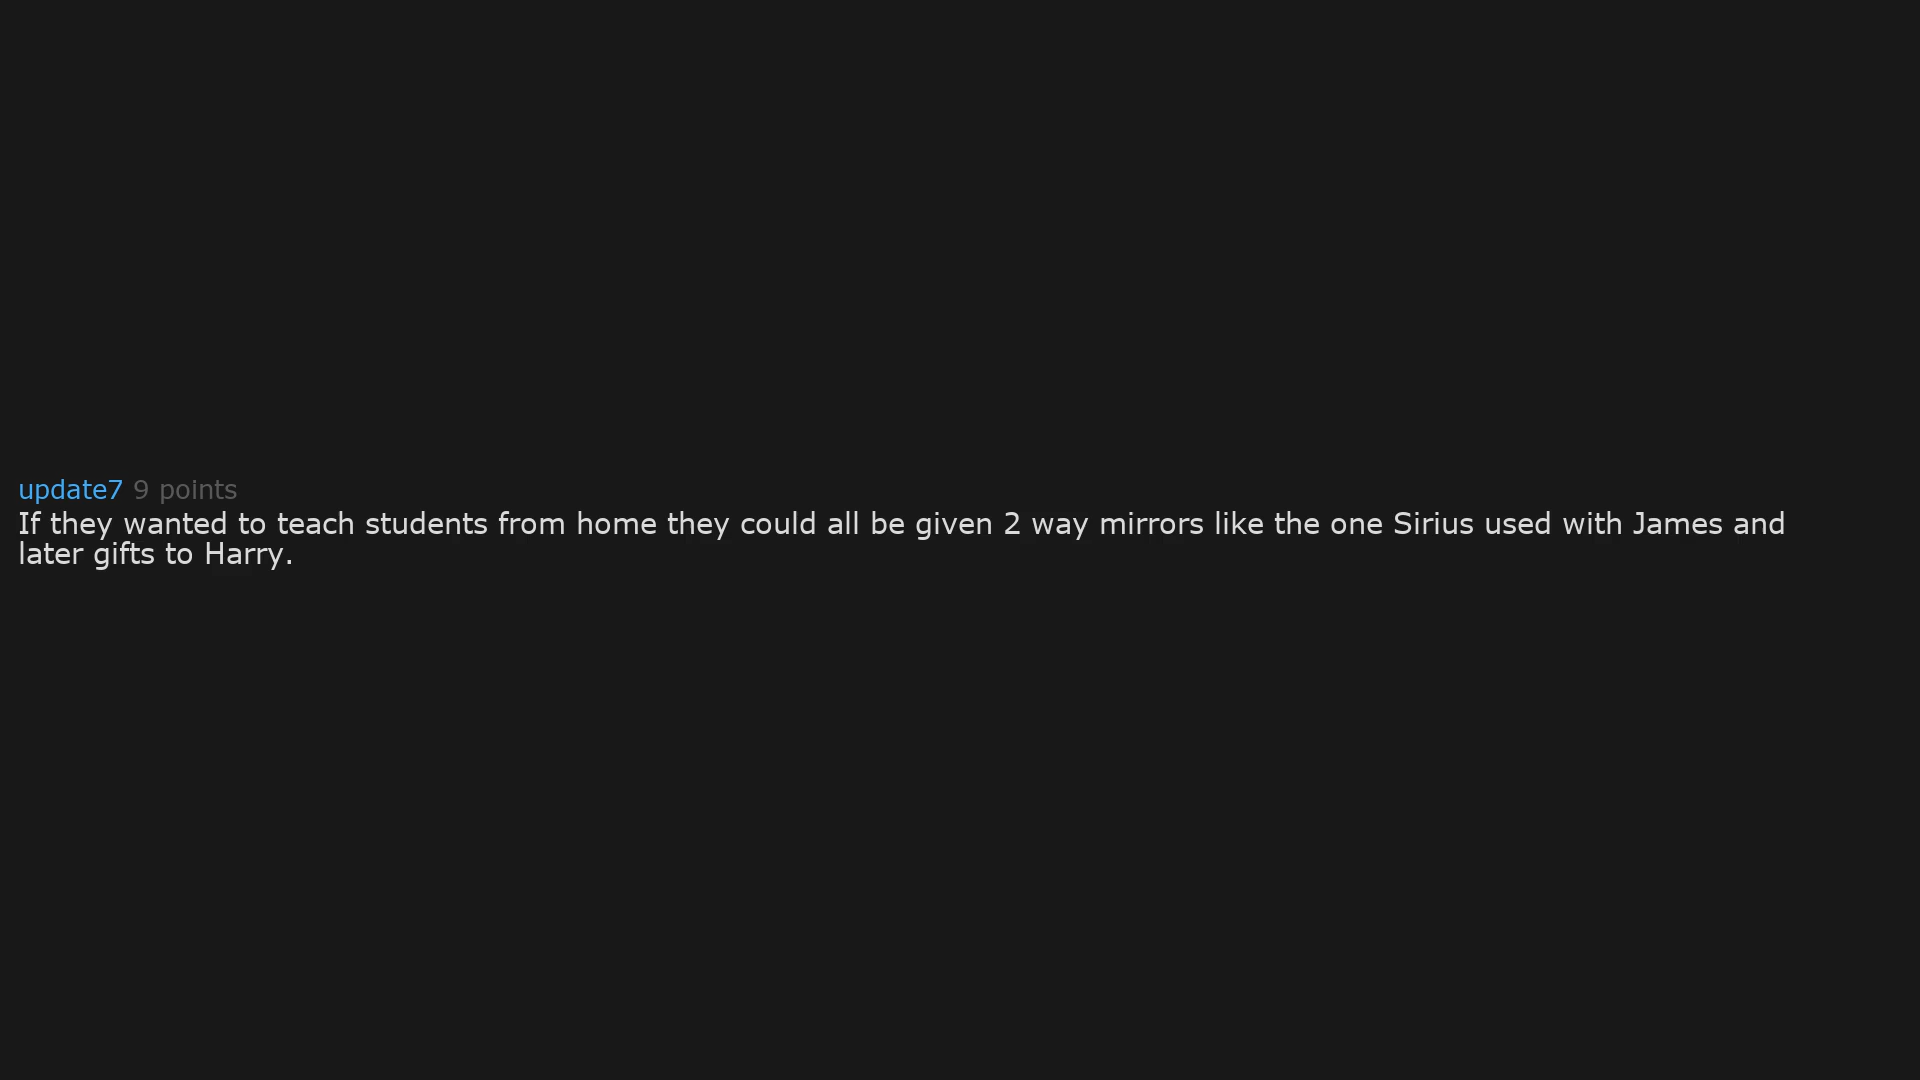 update7 9 points
If they wanted to teach students from home they could all be given 2 way mirrors like the one Sirius used with James and
later gifts to Harry.